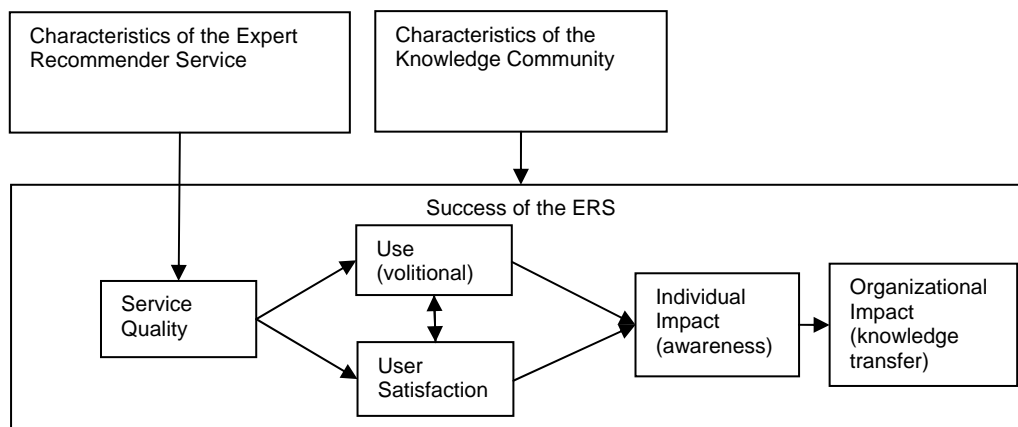 Characteristics of the Expert
Recommender Service
Characteristics of the
Knowledge Community
Success of the ERS
Service
Quality
Use
(volitional)
User
Satisfaction
Individual
Impact
(awareness)
Organizational
Impact
(knowledge
transfer)